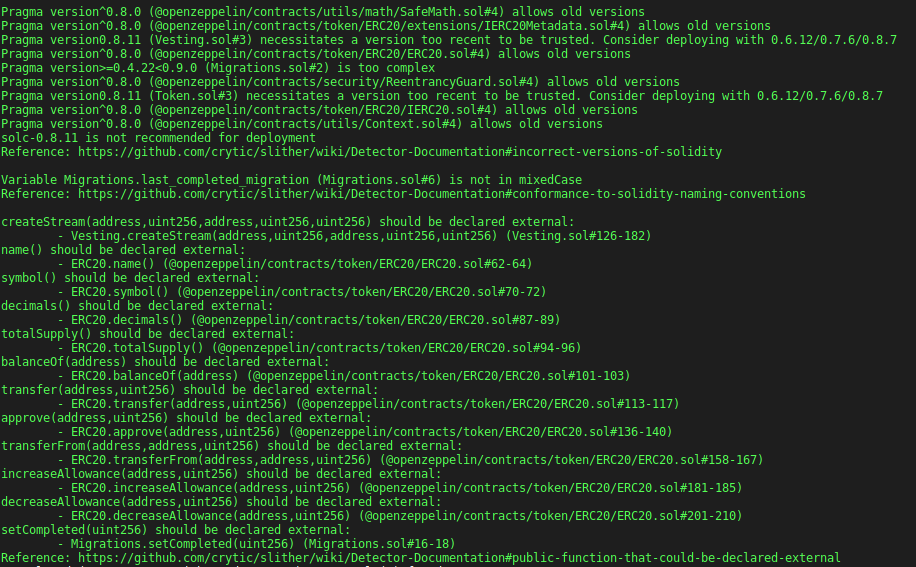 Pragma version^0.8.0 (@openzeppelin/contracts/utils/math/SafeMath.sol#4) allows old versions
Pragma version^0.8.0 (@openzeppelin/contracts/token/ERC20/extensions/IERC20Metadata.sol#4) allows old versions
Pragma version0.8.11 (Vesting.sol#3) necessitates a version too recent to be trusted. Consider deploying with 0.6.12/0.7.6/0.8.7
Pragma version^0.8.0 (@openzeppelin/contracts/token/ERC20/ERC20.sol#4) allows old versions
Pragma version>=0.4.22<0.9.0 (Migrations.sol#2) is too complex
Pragma version^0.8.0 (@openzeppelin/contracts/security/ReentrancyGuard.sol#4) allows old versions
Pragma version0.8.11 (Token.sol#3) necessitates a version too recent to be trusted. Consider deploying with 0.6.12/0.7.6/0.8.7
Pragma version^0.8.0 (@openzeppelin/contracts/token/ERC20/IERC20.sol#4) allows old versions
Pragma version^0.8.0 (@openzeppelin/contracts/utils/Context.sol#4) allows old versions
solc-0.8.11 is not recommended for deployment
Reference: https://github.com/crytic/slither/wiki/Detector-Documentation#incorrect-versions-of-solidity

Variable Migrations.last_completed_migration (Migrations.sol#6) is not in mixedCase
Reference: https://github.com/crytic/slither/wiki/Detector-Documentation#conformance-to-solidity-naming-conventions

createStream(address,uint256,address,uint256,uint256) should be declared external:
        - Vesting.createStream(address,uint256,address,uint256,uint256) (Vesting.sol#126-182)
name() should be declared external:
        - ERC20.name() (@openzeppelin/contracts/token/ERC20/ERC20.sol#62-64)
symbol() should be declared external:
        - ERC20.symbol() (@openzeppelin/contracts/token/ERC20/ERC20.sol#70-72)
decimals() should be declared external:
        - ERC20.decimals() (@openzeppelin/contracts/token/ERC20/ERC20.sol#87-89)
totalSupply() should be declared external:
        - ERC20.totalSupply() (@openzeppelin/contracts/token/ERC20/ERC20.sol#94-96)
balanceOf(address) should be declared external:
        - ERC20.balanceOf(address) (@openzeppelin/contracts/token/ERC20/ERC20.sol#101-103)
transfer(address,uint256) should be declared external:
        - ERC20.transfer(address,uint256) (@openzeppelin/contracts/token/ERC20/ERC20.sol#113-117)
approve(address,uint256) should be declared external:
        - ERC20.approve(address,uint256) (@openzeppelin/contracts/token/ERC20/ERC20.sol#136-140)
transferFrom(address,address,uint256) should be declared external:
        - ERC20.transferFrom(address,address,uint256) (@openzeppelin/contracts/token/ERC20/ERC20.sol#158-167)
increaseAllowance(address,uint256) should be declared external:
        - ERC20.increaseAllowance(address,uint256) (@openzeppelin/contracts/token/ERC20/ERC20.sol#181-185)
decreaseAllowance(address,uint256) should be declared external:
        - ERC20.decreaseAllowance(address,uint256) (@openzeppelin/contracts/token/ERC20/ERC20.sol#201-210)
setCompleted(uint256) should be declared external:
        - Migrations.setCompleted(uint256) (Migrations.sol#16-18)
Reference: https://github.com/crytic/slither/wiki/Detector-Documentation#public-function-that-could-be-declared-external